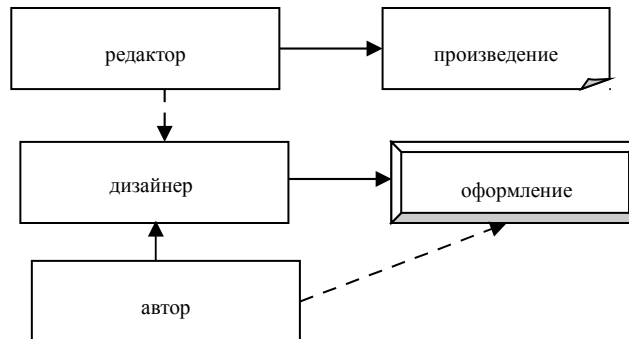 редактор
произведение
дизайнер
оформление
автор